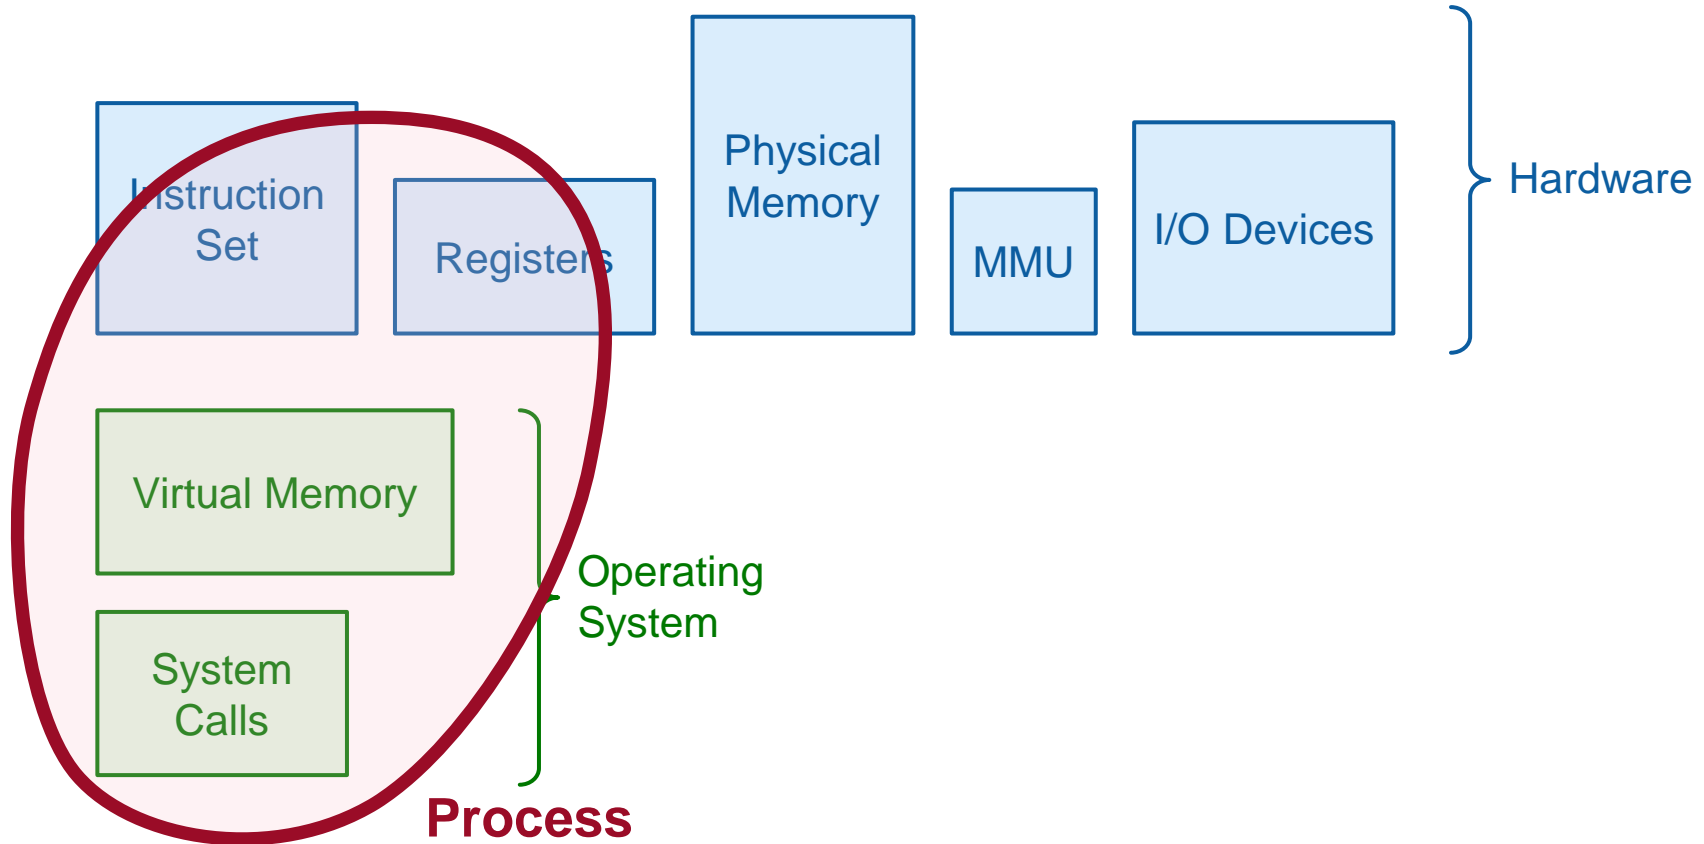 Instruction
Set
Registers
Physical
Memory
MMU
I/O Devices
Hardware
Virtual Memory
Operating
System
System
Calls
Process